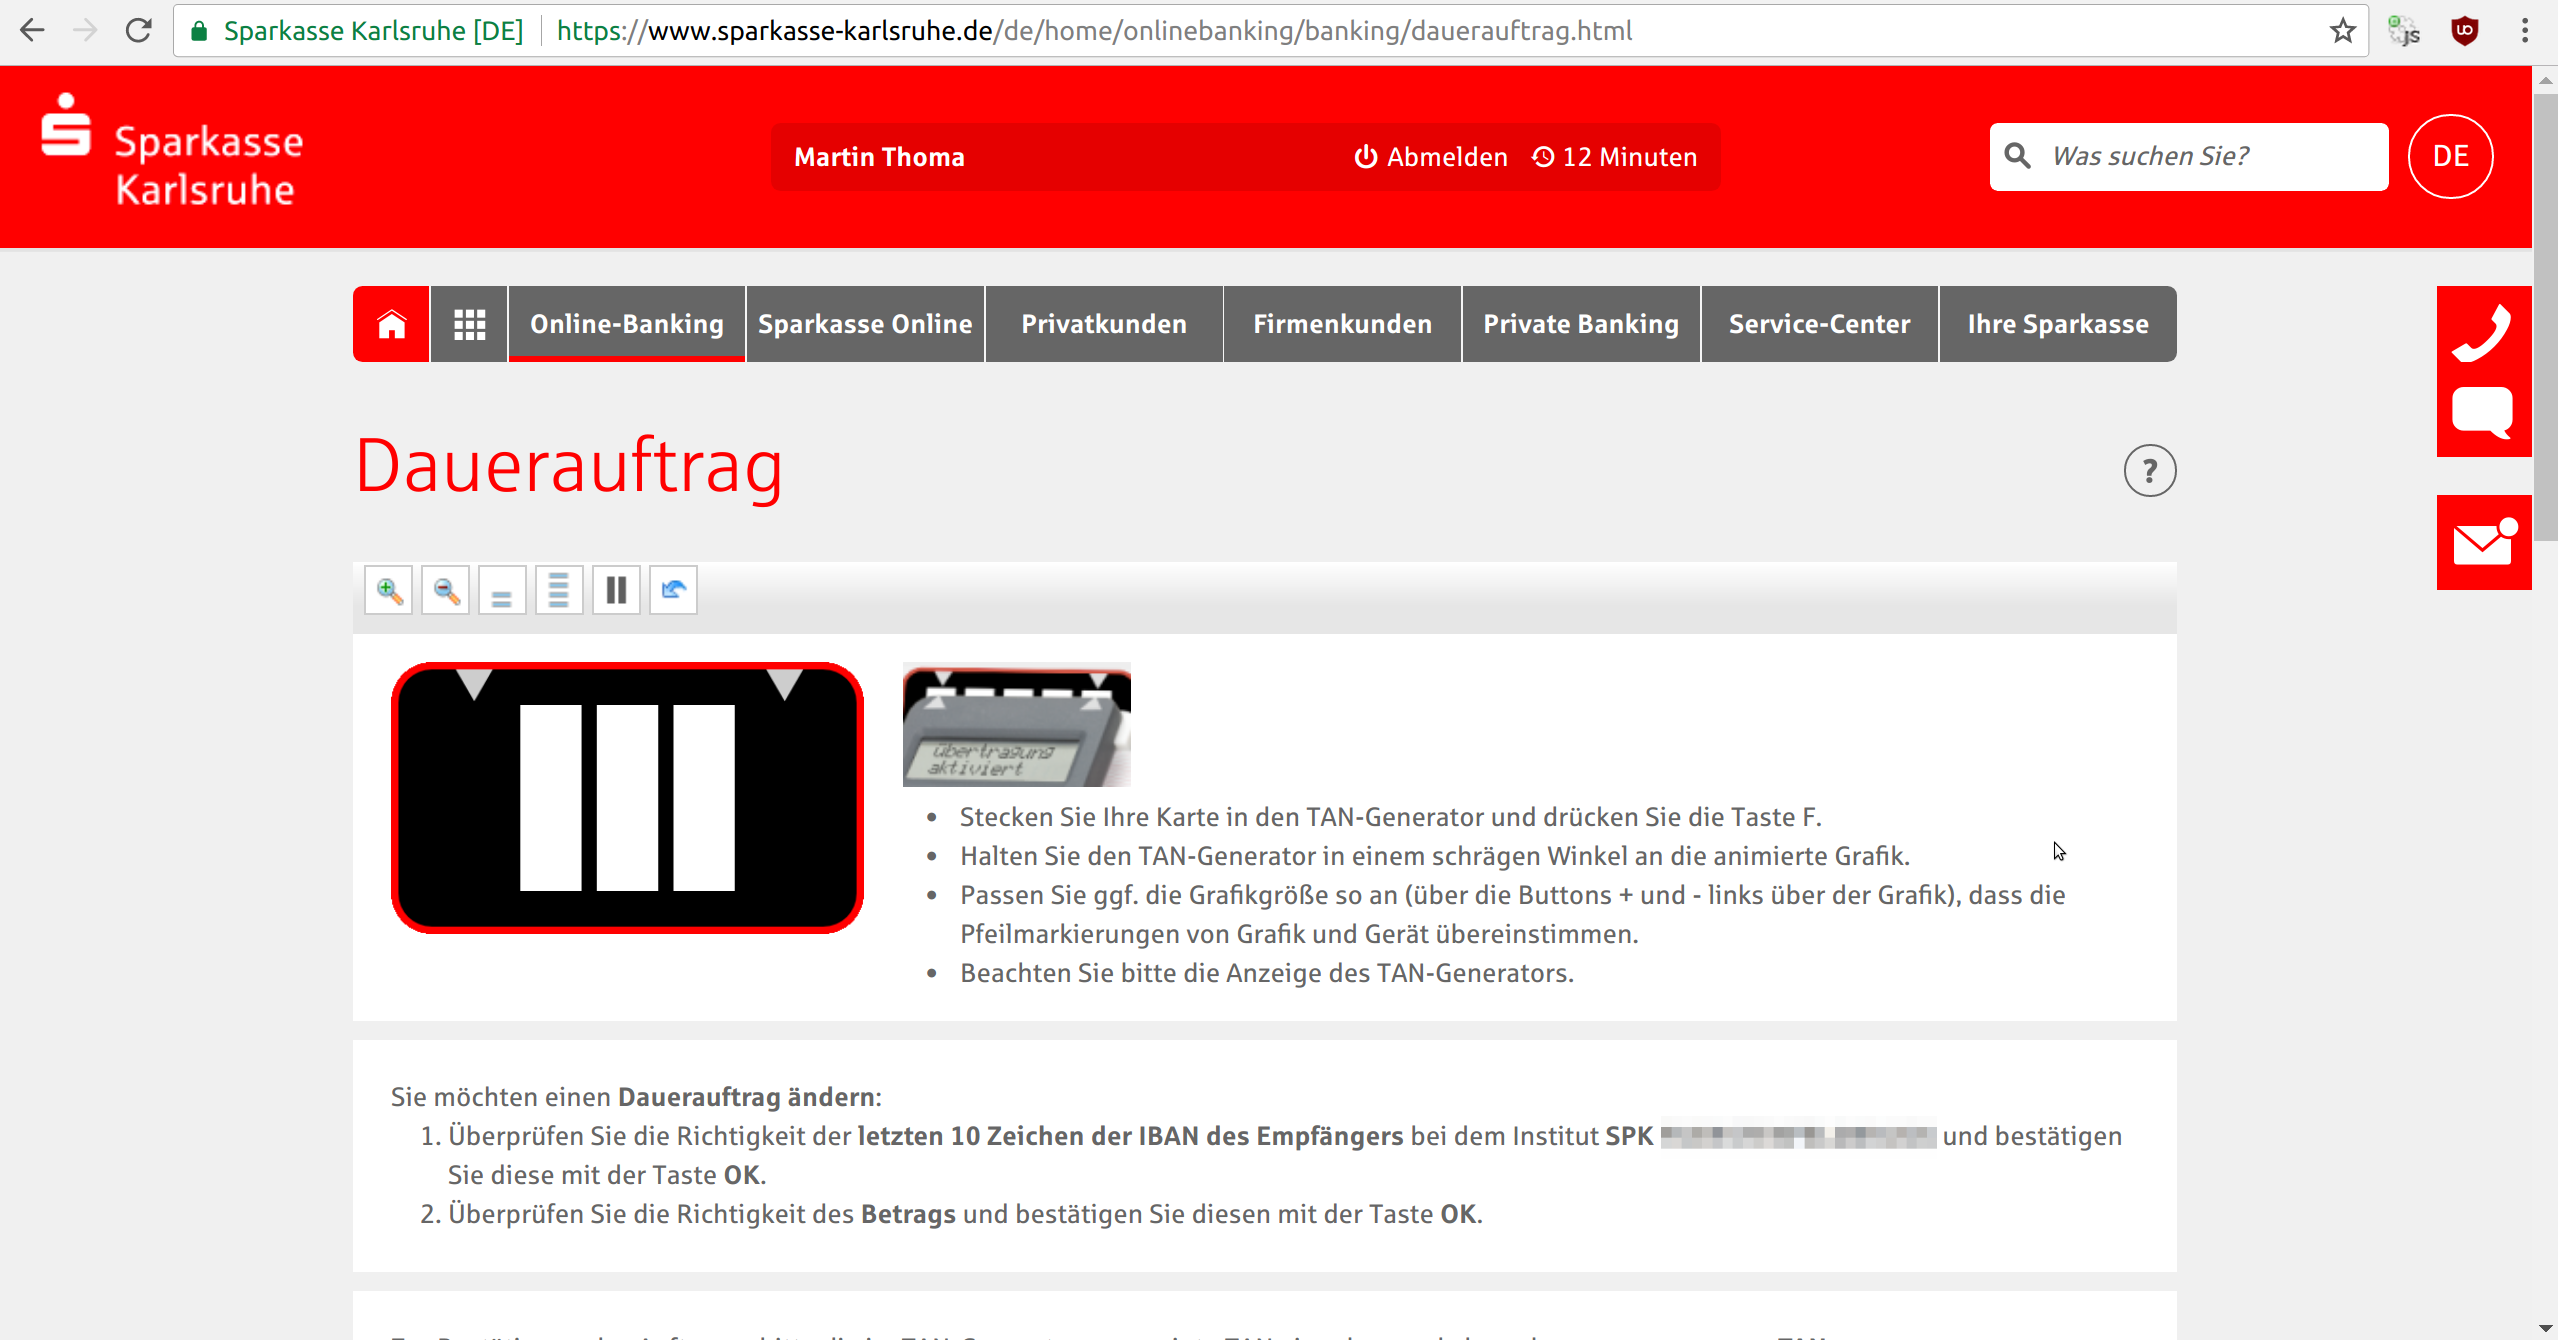 Sparkasse Karlsruhe [DE] https://www.sparkasse-karlsruhe.de/de/home/onlinebanking/banking/dauerauftrag.html
JS
Sparkasse
Karlsruhe
Martin Thoma Abmelden 12 Minuten
Was suchen Sie?
DE
Online-Banking Sparkasse Online Privatkunden Firmenkunden Private Banking Service-Center Ihre Sparkasse
Dauerauftrag
?
Übertragung
aktiviert
• Stecken Sie Ihre Karte in den TAN-Generator und drücken Sie die Taste F.
• Halten Sie den TAN-Generator in einem schrägen Winkel an die animierte Grafik.
• Passen Sie ggf. die Grafikgröße so an (über die Buttons + und - links über der Grafik), dass die
Pfeilmarkierungen von Grafik und Gerät übereinstimmen.
• Beachten Sie bitte die Anzeige des TAN-Generators.
Sie möchten einen Dauerauftrag ändern:
1. Überprüfen Sie die Richtigkeit der letzten 10 Zeichen der IBAN des Empfängers bei dem Institut SPK und bestätigen
Sie diese mit der Taste OK.
2. Überprüfen Sie die Richtigkeit des Betrags und bestätigen Sie diesen mit der Taste OK.